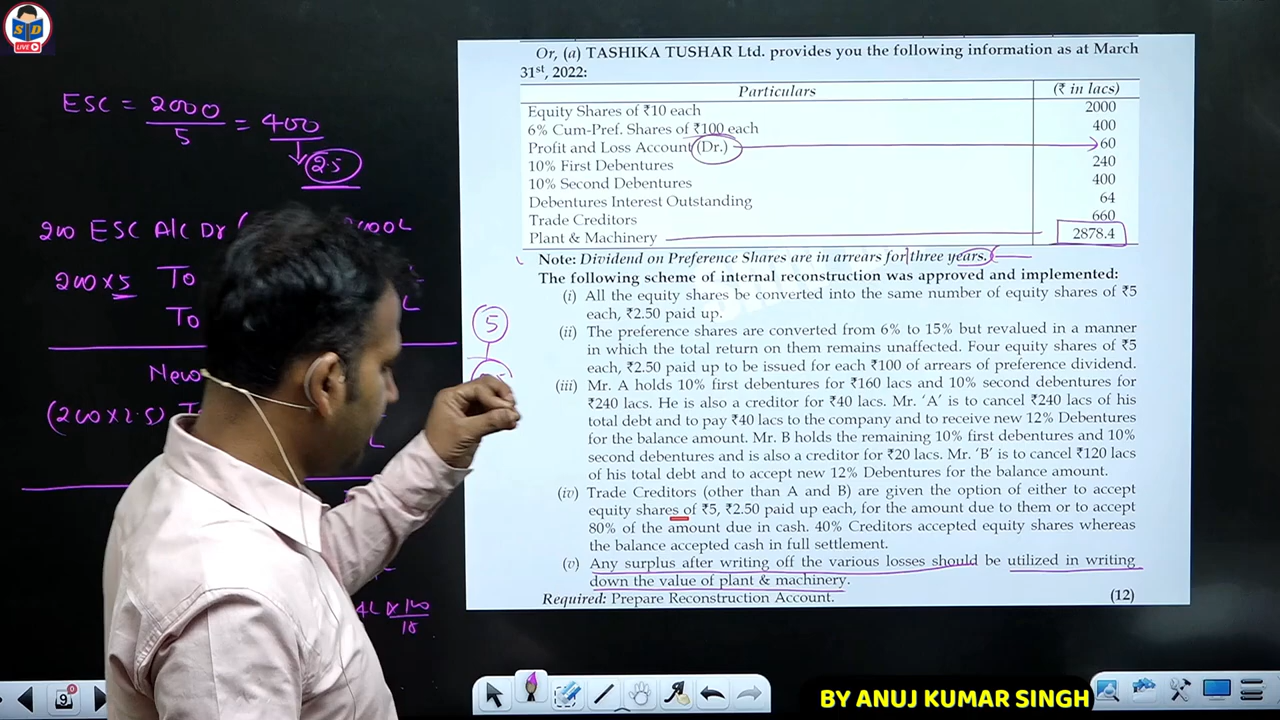 S D
LIVE
ESC = 2000
5
= 400
2.5
200 ESC A/C Dr (
200 × 5 To
To
L
New
(200 × 2.5) T
L
× 100
15
5
Or, (a) TASHIKA TUSHAR Ltd. provides you the following information as at March
31st, 2022:
Particulars (₹ in lacs)
Equity Shares of ₹10 each 2000
6% Cum-Pref. Shares of ₹100 each 400
Profit and Loss Account (Dr.) 60
10% First Debentures 240
10% Second Debentures 400
Debentures Interest Outstanding 64
Trade Creditors 660
Plant & Machinery 2878.4
Note: Dividend on Preference Shares are in arrears for three years.
The following scheme of internal reconstruction was approved and implemented:
(i) All the equity shares be converted into the same number of equity shares of ₹5
each, ₹2.50 paid up.
(ii) The preference shares are converted from 6% to 15% but revalued in a manner
in which the total return on them remains unaffected. Four equity shares of ₹5
each, ₹2.50 paid up to be issued for each ₹100 of arrears of preference dividend.
(iii) Mr. A holds 10% first debentures for ₹160 lacs and 10% second debentures for
₹240 lacs. He is also a creditor for ₹40 lacs. Mr. 'A' is to cancel ₹240 lacs of his
total debt and to pay ₹40 lacs to the company and to receive new 12% Debentures
for the balance amount. Mr. B holds the remaining 10% first debentures and 10%
second debentures and is also a creditor for ₹20 lacs. Mr. 'B' is to cancel ₹120 lacs
of his total debt and to accept new 12% Debentures for the balance amount.
(iv) Trade Creditors (other than A and B) are given the option of either to accept
equity shares of ₹5, ₹2.50 paid up each, for the amount due to them or to accept
80% of the amount due in cash. 40% Creditors accepted equity shares whereas
the balance accepted cash in full settlement.
(v) Any surplus after writing off the various losses should be utilized in writing
down the value of plant & machinery.
Required: Prepare Reconstruction Account. (12)
9
0
BY ANUJ KUMAR SINGH